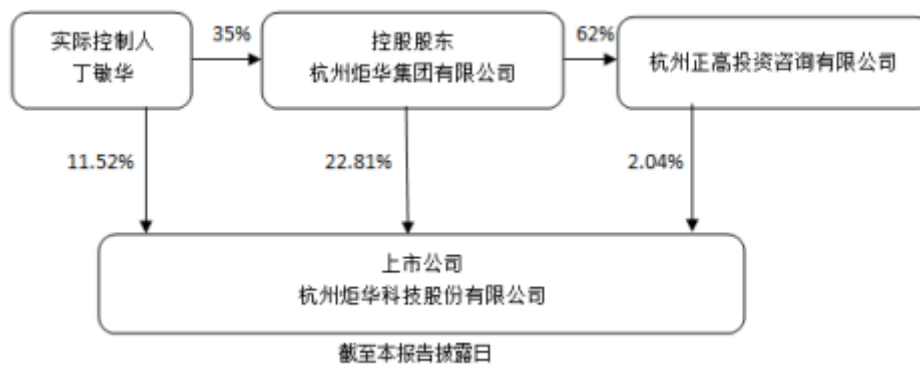 实际控制人
丁敏华
35%
控股股东
杭州炬华集团有限公司
62%
杭州正高投资咨询有限公司
11.52%
22.81%
2.04%
上市公司
杭州炬华科技股份有限公司
截至本报告披露日